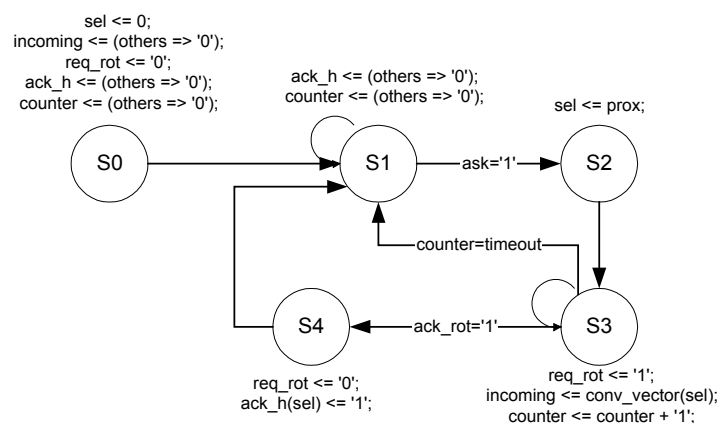 sel <= 0;
incoming <= (others => '0');
req_rot <= '0';
ack_h <= (others => '0');
counter <= (others => '0');
ack_h <= (others => '0');
counter <= (others => '0');
sel <= prox;
S0
S1
ask='1'
S2
counter=timeout
S4
ack_rot='1'
S3
req_rot <= '0';
ack_h(sel) <= '1';
req_rot <= '1';
incoming <= conv_vector(sel);
counter <= counter + '1';